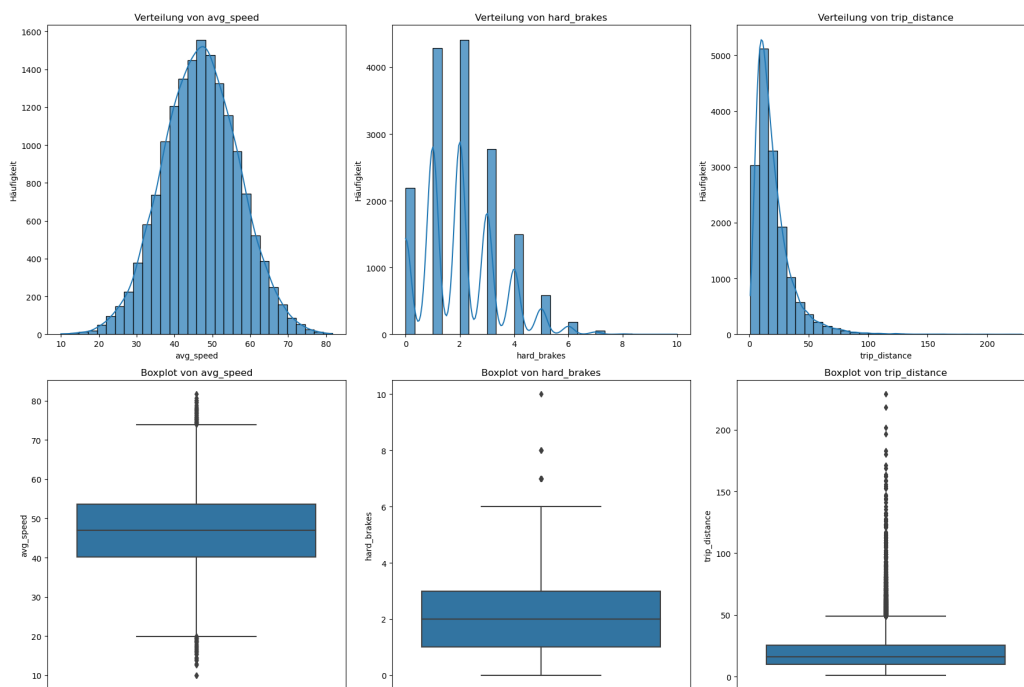 Verteilung von avg_speed
Häufigkeit
1600
1400
1200
1000
800
600
400
200
0
10 20 30 40 50 60 70 80
avg_speed
Verteilung von hard_brakes
Häufigkeit
4000
3000
2000
1000
0
0 2 4 6 8 10
hard_brakes
Verteilung von trip_distance
Häufigkeit
5000
4000
3000
2000
1000
0
0 50 100 150 200
trip_distance
Boxplot von avg_speed
avg_speed
80
70
60
50
40
30
20
10
Boxplot von hard_brakes
hard_brakes
10
8
6
4
2
0
Boxplot von trip_distance
trip_distance
200
150
100
50
0